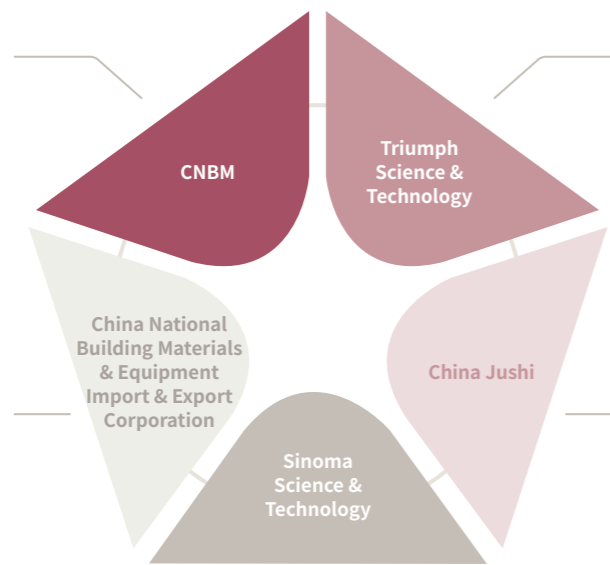 CNBM
Triumph
Science &
Technology
China National
Building Materials
& Equipment
Import & Export
Corporation
China Jushi
Sinoma
Science &
Technology